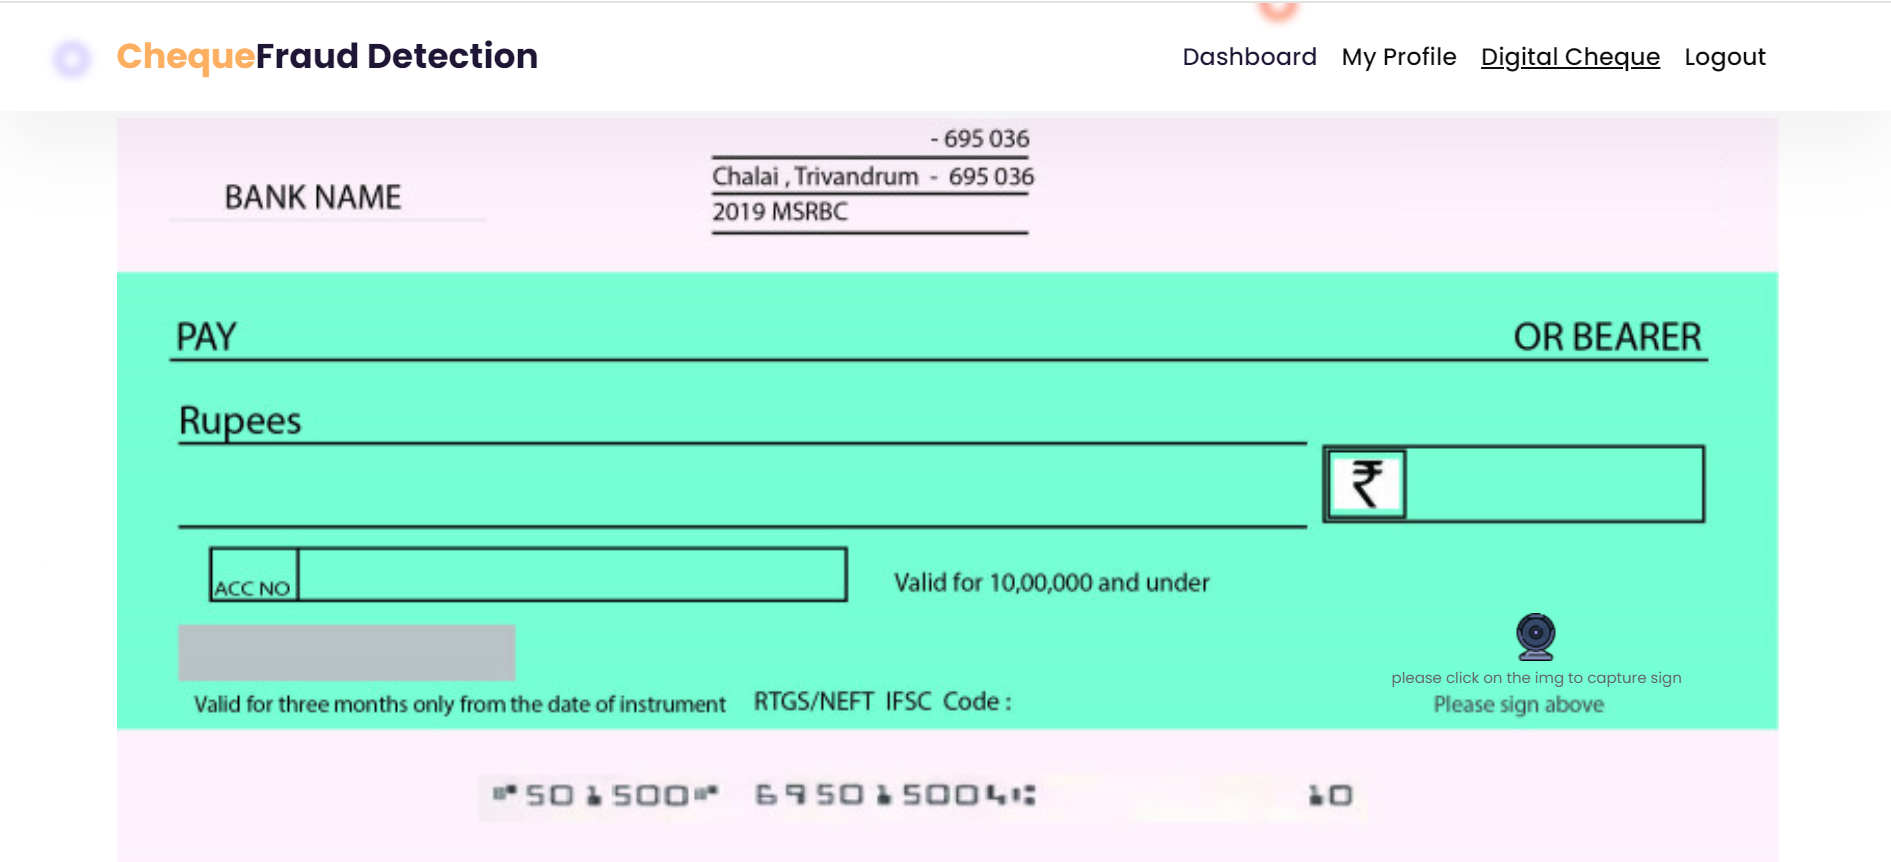 ChequeFraud Detection
Dashboard My Profile Digital Cheque Logout
- 695 036
Chalai , Trivandrum - 695 036
BANK NAME
2019 MSRBC
PAY OR BEARER
Rupees
₹
ACC NO
Valid for 10,00,000 and under
please click on the img to capture sign
Valid for three months only from the date of instrument RTGS/NEFT IFSC Code :
Please sign above
⑈501500⑈ 695015004⑆ 10